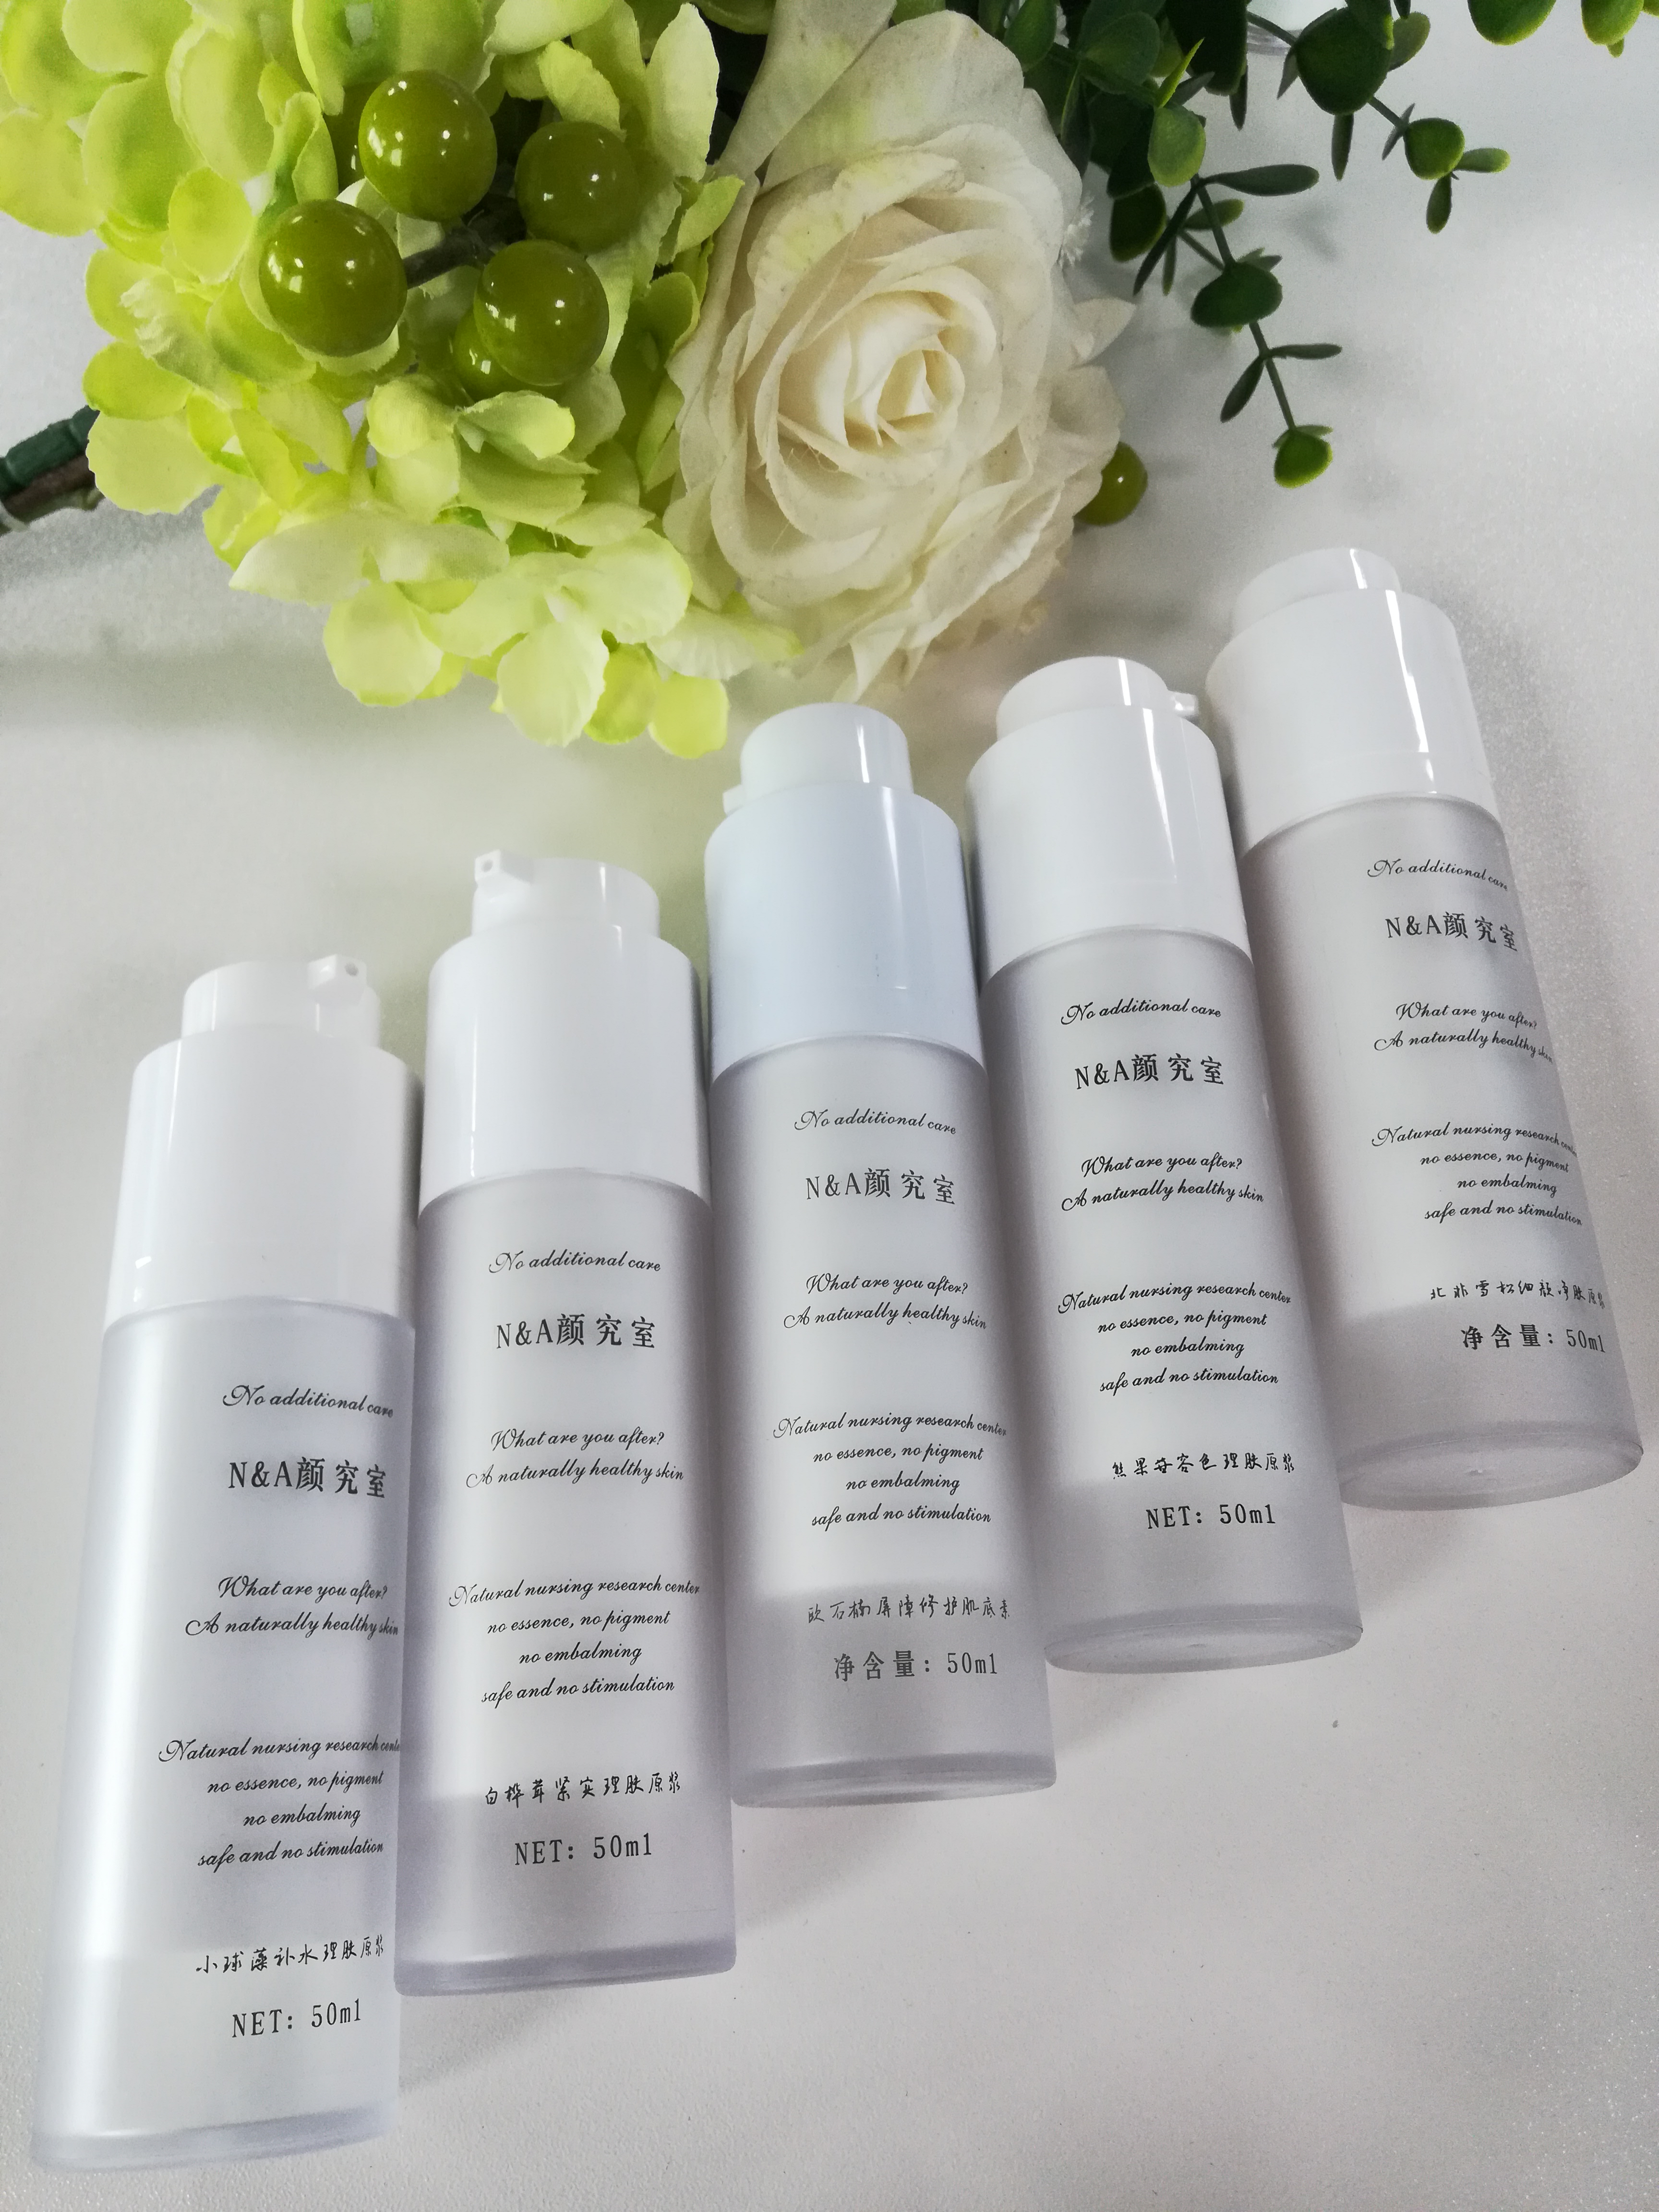 No additional care
N&A颜究室
What are you after?
A naturally healthy skin
Natural nursing research center
no essence, no pigment
no embalming
safe and no stimulation
小球藻补水理肤原浆
NET: 50ml
No additional care
N&A颜究室
What are you after?
A naturally healthy skin
Natural nursing research center
no essence, no pigment
no embalming
safe and no stimulation
白桦茸紧实理肤原浆
NET: 50ml
No additional care
N&A颜究室
What are you after?
A naturally healthy skin
Natural nursing research center
no essence, no pigment
no embalming
safe and no stimulation
欧石楠屏障修护肌底素
净含量: 50ml
No additional care
N&A颜究室
What are you after?
A naturally healthy skin
Natural nursing research center
no essence, no pigment
no embalming
safe and no stimulation
熊果苷容色理肤原浆
NET: 50ml
No additional care
N&A颜究室
What are you after?
A naturally healthy skin
Natural nursing research center
no essence, no pigment
no embalming
safe and no stimulation
北非雪松细致净肤原浆
净含量: 50ml